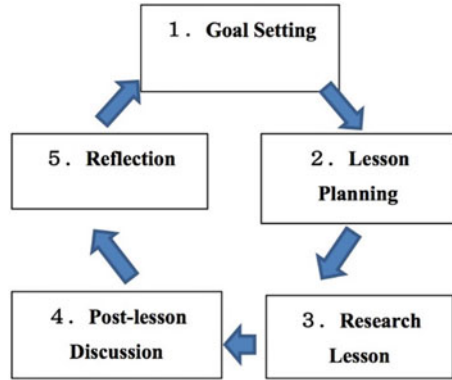 1. Goal Setting
2. Lesson
Planning
3. Research
Lesson
4. Post-lesson
Discussion
5. Reflection